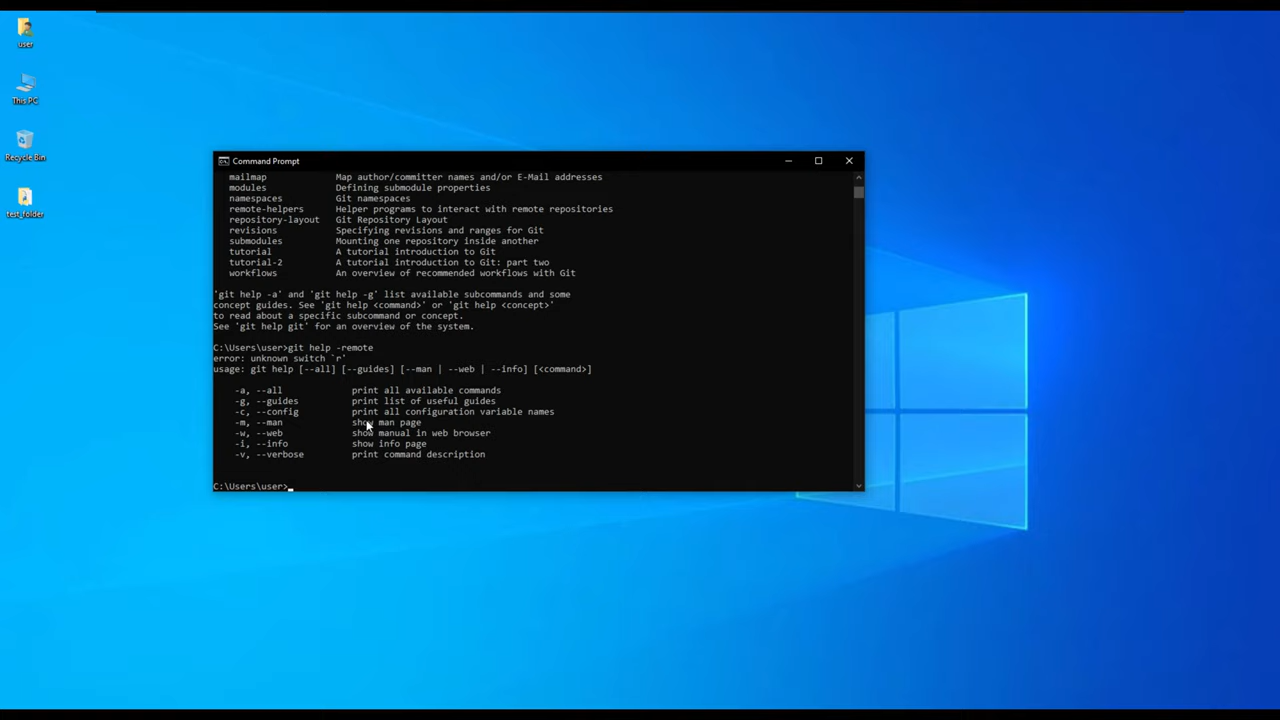 user
This PC
Recycle Bin
test_folder
Command Prompt
mailmap Map author/committer names and/or E-Mail addresses
modules Defining submodule properties
namespaces Git namespaces
remote-helpers Helper programs to interact with remote repositories
repository-layout Git Repository Layout
revisions Specifying revisions and ranges for Git
submodules Mounting one repository inside another
tutorial A tutorial introduction to Git
tutorial-2 A tutorial introduction to Git: part two
workflows An overview of recommended workflows with Git
'git help -a' and 'git help -g' list available subcommands and some
concept guides. See 'git help <command>' or 'git help <concept>'
to read about a specific subcommand or concept.
See 'git help git' for an overview of the system.
C:\Users\user>git help -remote
error: unknown switch `r'
usage: git help [--all] [--guides] [--man | --web | --info] [<command>]
-a, --all print all available commands
-g, --guides print list of useful guides
-c, --config print all configuration variable names
-m, --man show man page
-w, --web show manual in web browser
-i, --info show info page
-v, --verbose print command description
C:\Users\user>